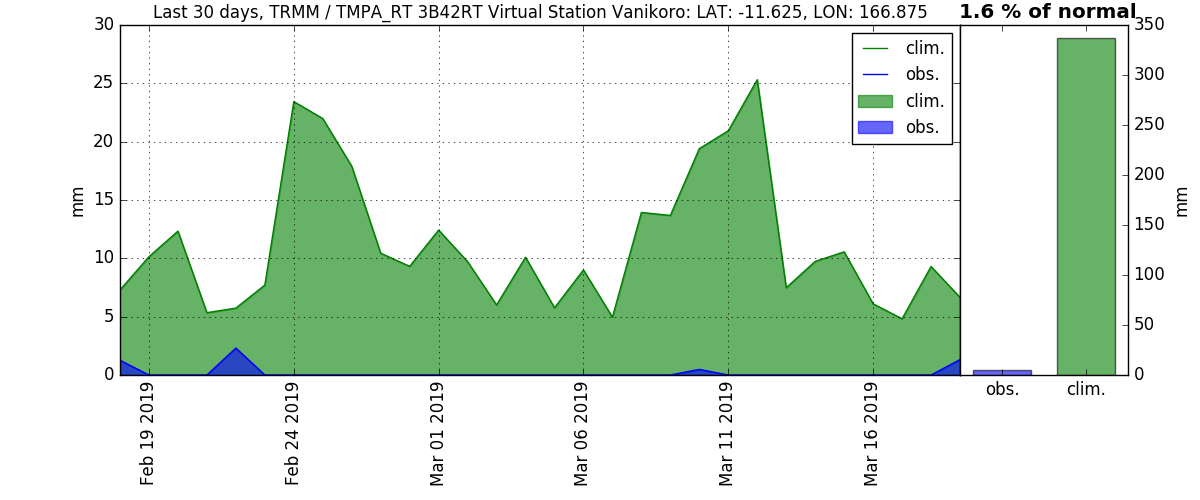 Last 30 days, TRMM / TMPA_RT 3B42RT Virtual Station Vanikoro: LAT: -11.625, LON: 166.875
1.6 % of normal
30
25
20
15
10
5
0
mm
clim.
obs.
clim.
obs.
Feb 19 2019
Feb 24 2019
Mar 01 2019
Mar 06 2019
Mar 11 2019
Mar 16 2019
350
300
250
200
150
100
50
0
mm
obs.
clim.